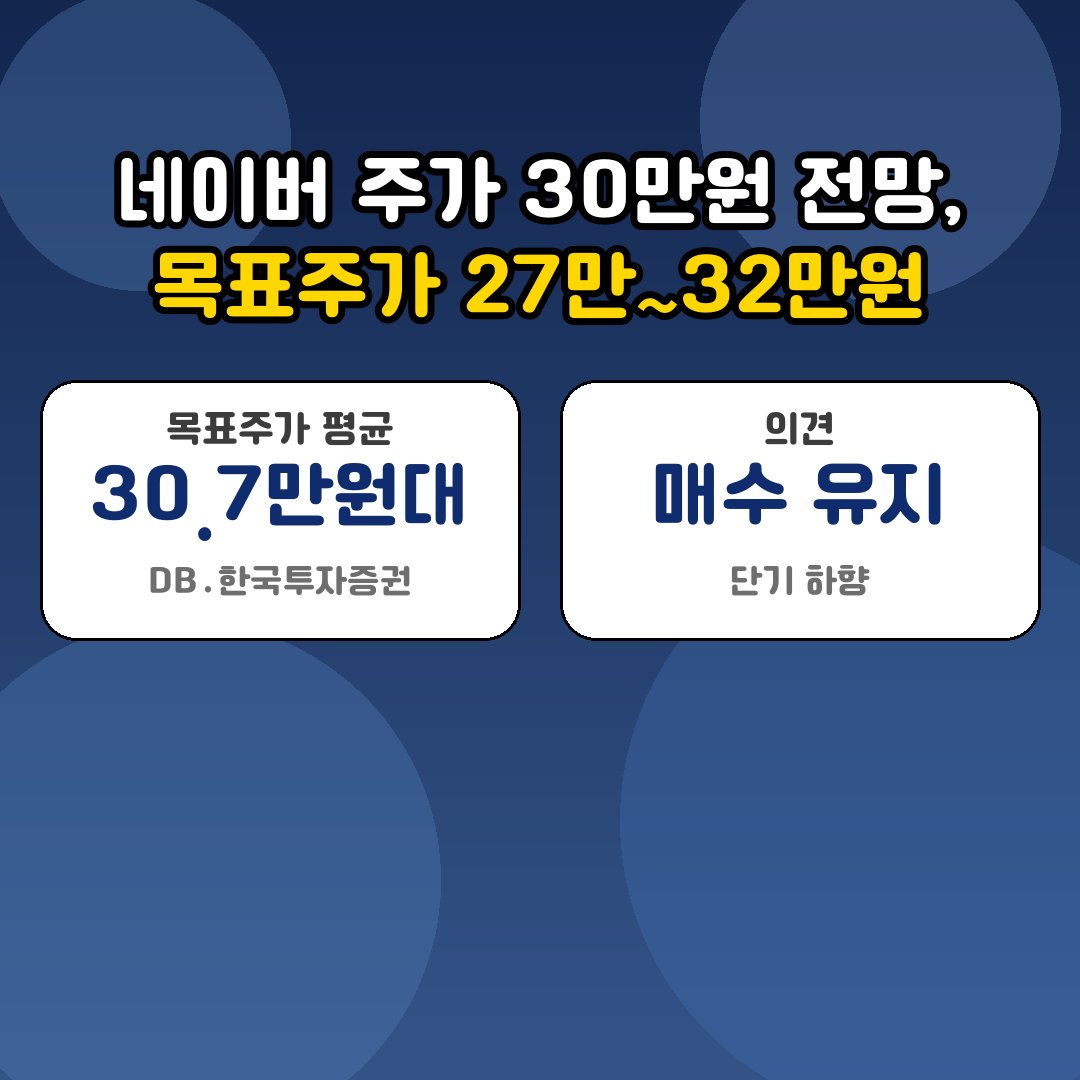 네이버 주가 30만원 전망,
목표주가 27만~32만원
목표주가 평균
30.7만원대
DB.한국투자증권
의견
매수 유지
단기 하향